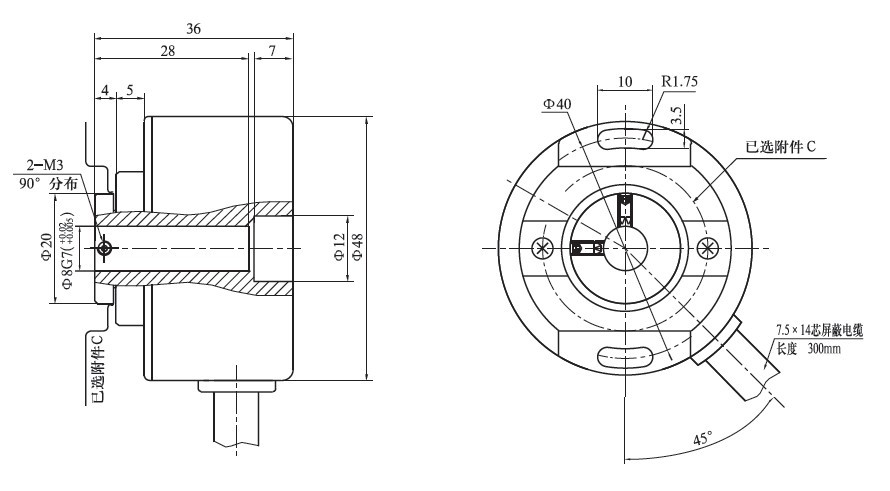 36
28
7
4
5
2-M3
90° 分布
Φ20
Φ8G7(+0.02 +0.005)
Φ12
Φ48
已选附件C
10
R1.75
Φ40
3.5
已选附件 C
7.5×14芯屏蔽电缆
长度 300mm
45°